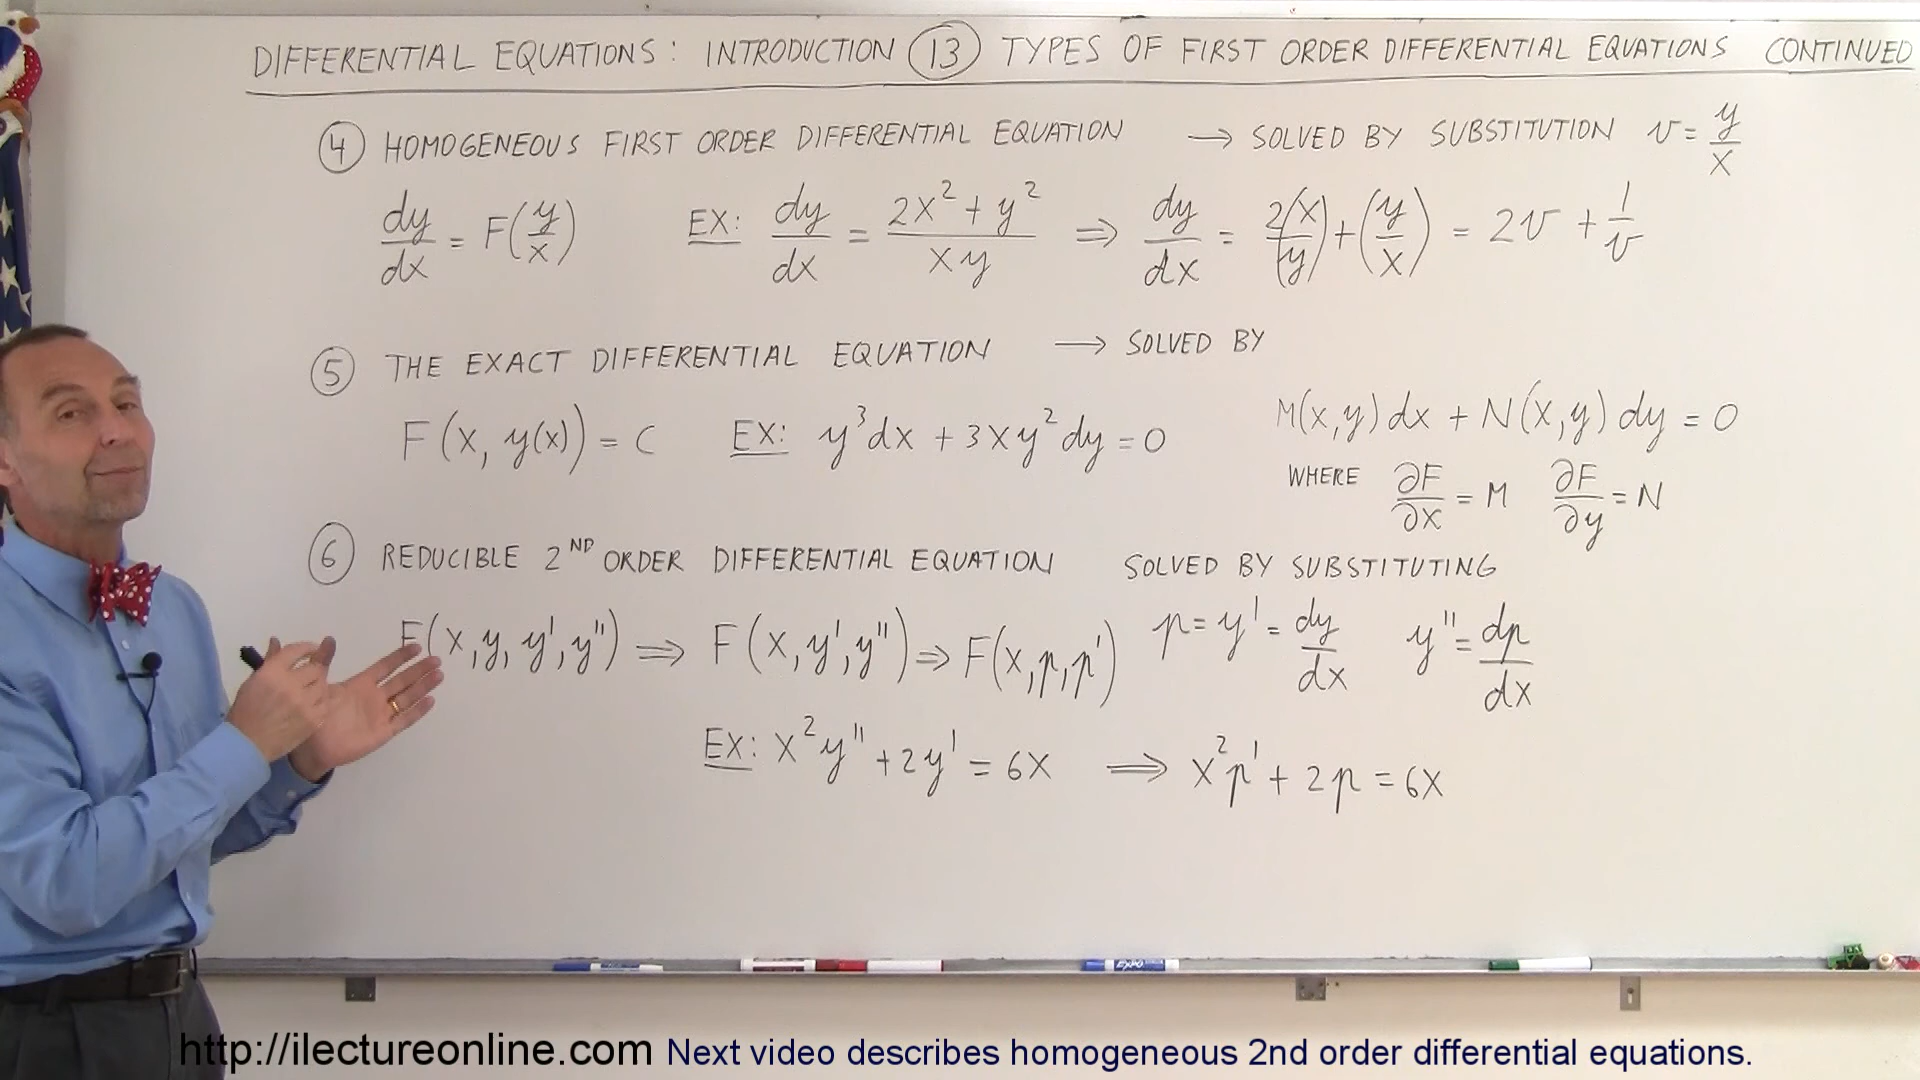 DIFFERENTIAL EQUATIONS: INTRODUCTION 13 TYPES OF FIRST ORDER DIFFERENTIAL EQUATIONS CONTINUED
4 HOMOGENEOUS FIRST ORDER DIFFERENTIAL EQUATION → SOLVED BY SUBSTITUTION v = y/x
dy/dx = F(y/x) EX: dy/dx = (2x² + y²)/(xy) ⇒ dy/dx = 2(x/y) + (y/x) = 2v + 1/v
5 THE EXACT DIFFERENTIAL EQUATION → SOLVED BY
F(x, y(x)) = C EX: y³dx + 3xy²dy = 0 M(x,y)dx + N(x,y)dy = 0
WHERE ∂F/∂x = M ∂F/∂y = N
6 REDUCIBLE 2ND ORDER DIFFERENTIAL EQUATION SOLVED BY SUBSTITUTING
F(x, y, y', y'') ⇒ F(x, y', y'') ⇒ F(x, p, p') p = y' = dy/dx y'' = dp/dx
EX: x²y'' + 2y' = 6x ⇒ x²p' + 2p = 6x
EXPO
http://ilectureonline.com Next video describes homogeneous 2nd order differential equations.